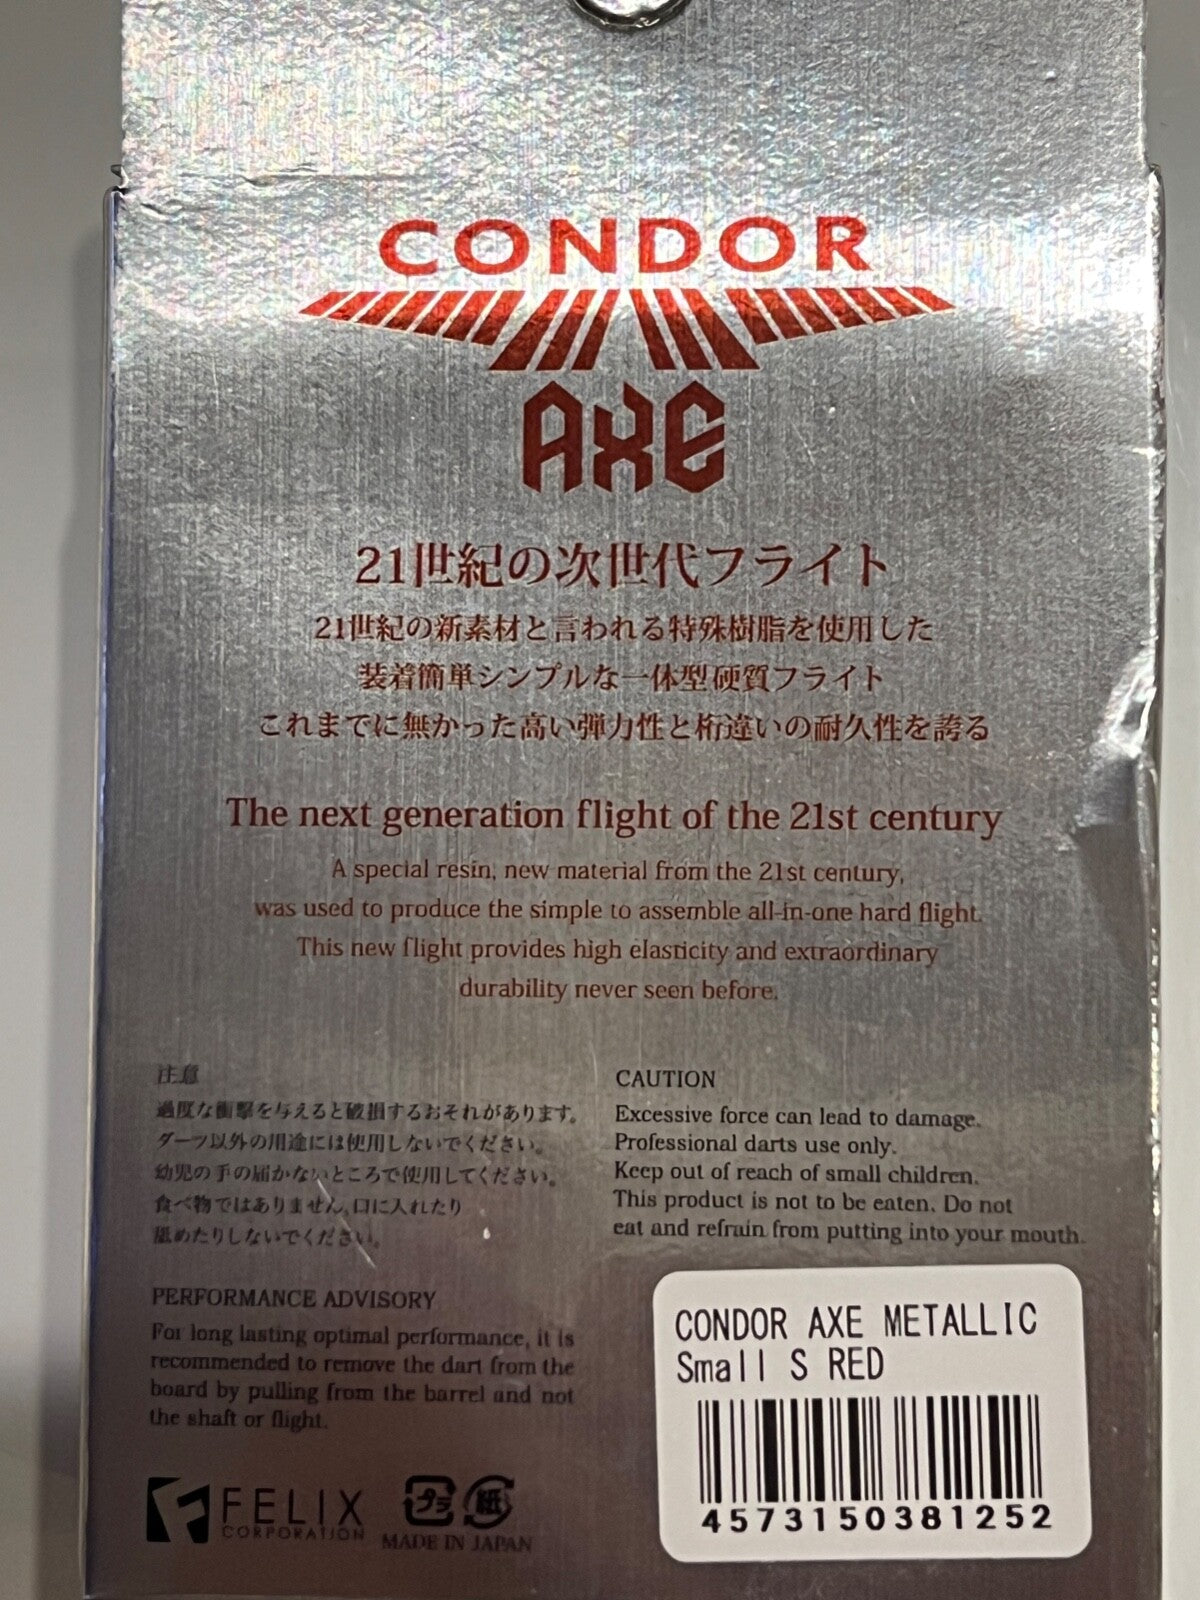 CONDOR
AXE
21世紀の次世代フライト
21世紀の新素材と言われる特殊樹脂を使用した
装着簡単シンプルな一体型硬質フライト
これまでに無かった高い弾力性と桁違いの耐久性を誇る
The next generation flight of the 21st century
A special resin, new material from the 21st century,
was used to produce the simple to assemble all-in-one hard flight.
This new flight provides high elasticity and extraordinary
durability never seen before.
注意
過度な衝撃を与えると破損するおそれがあります。
ダーツ以外の用途には使用しないでください。
幼児の手の届かないところで使用してください。
食べ物ではありません。口に入れたり
舐めたりしないでください。
CAUTION
Excessive force can lead to damage.
Professional darts use only.
Keep out of reach of small children.
This product is not to be eaten. Do not
eat and refrain from putting into your mouth.
PERFORMANCE ADVISORY
For long lasting optimal performance, it is
recommended to remove the dart from the
board by pulling from the barrel and not
the shaft or flight.
FELIX
CORPORATION
プラ 紙
MADE IN JAPAN
CONDOR AXE METALLIC
Small S RED
4573150381252